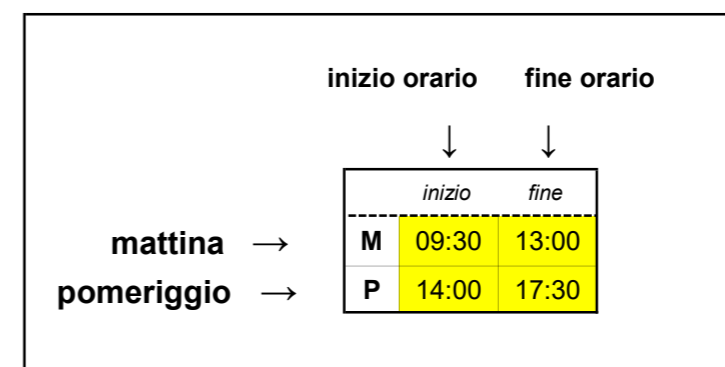 inizio orario fine orario
↓ ↓
inizio fine
mattina → M 09:30 13:00
pomeriggio → P 14:00 17:30